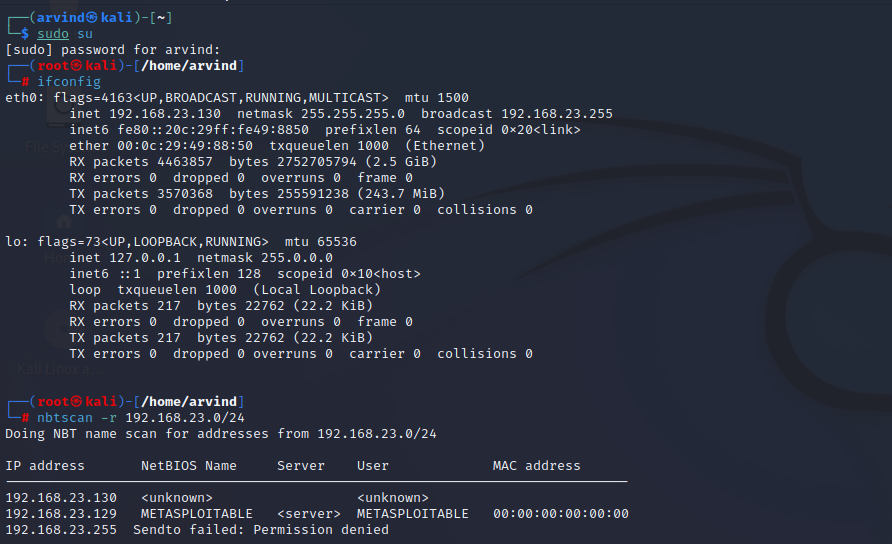 ┌──(arvind㉿kali)-[~]
└─$ sudo su
[sudo] password for arvind:
┌──(root㉿kali)-[/home/arvind]
└─# ifconfig
eth0: flags=4163<UP,BROADCAST,RUNNING,MULTICAST>  mtu 1500
        inet 192.168.23.130  netmask 255.255.255.0  broadcast 192.168.23.255
        inet6 fe80::20c:29ff:fe49:8850  prefixlen 64  scopeid 0×20<link>
        ether 00:0c:29:49:88:50  txqueuelen 1000  (Ethernet)
        RX packets 4463857  bytes 2752705794 (2.5 GiB)
        RX errors 0  dropped 0  overruns 0  frame 0
        TX packets 3570368  bytes 255591238 (243.7 MiB)
        TX errors 0  dropped 0 overruns 0  carrier 0  collisions 0

lo: flags=73<UP,LOOPBACK,RUNNING>  mtu 65536
        inet 127.0.0.1  netmask 255.0.0.0
        inet6 ::1  prefixlen 128  scopeid 0×10<host>
        loop  txqueuelen 1000  (Local Loopback)
        RX packets 217  bytes 22762 (22.2 KiB)
        RX errors 0  dropped 0  overruns 0  frame 0
        TX packets 217  bytes 22762 (22.2 KiB)
        TX errors 0  dropped 0 overruns 0  carrier 0  collisions 0

┌──(root㉿kali)-[/home/arvind]
└─# nbtscan -r 192.168.23.0/24
Doing NBT name scan for addresses from 192.168.23.0/24

IP address       NetBIOS Name     Server    User             MAC address
192.168.23.130   <unknown>                  <unknown>
192.168.23.129   METASPLOITABLE   <server>  METASPLOITABLE   00:00:00:00:00:00
192.168.23.255  Sendto failed: Permission denied